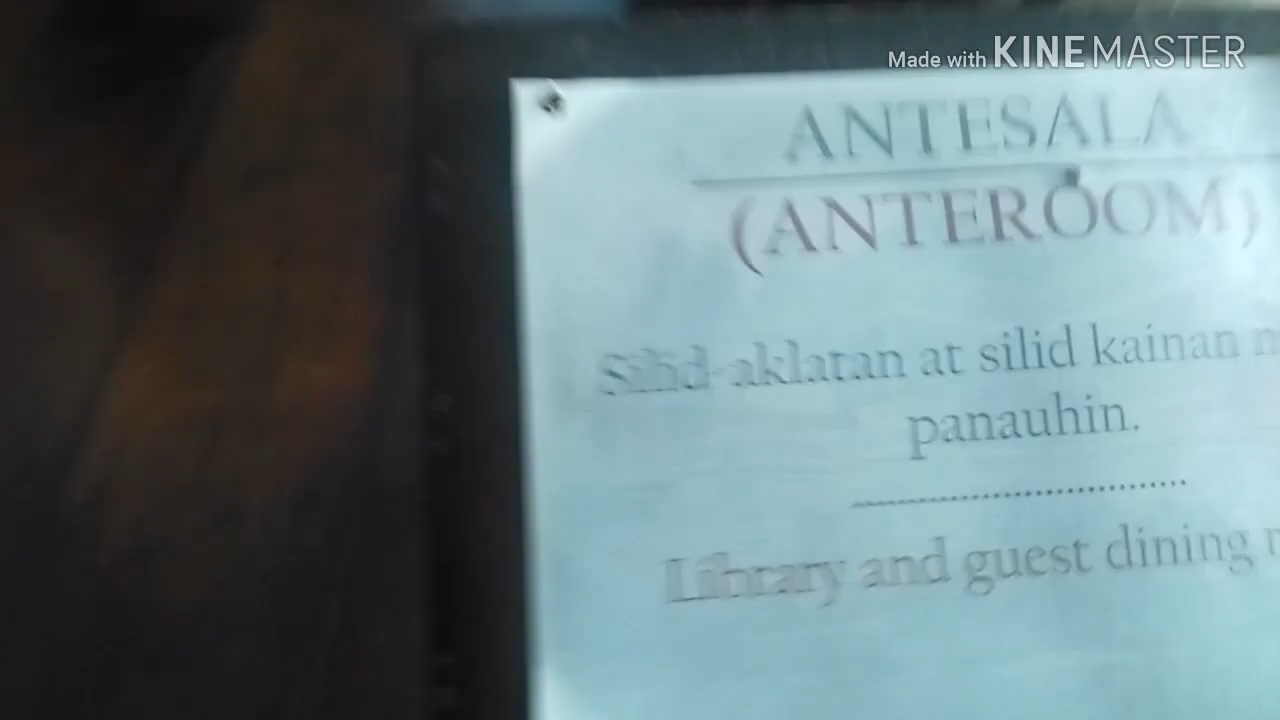 Made with KINEMASTER
ANTESALA
(ANTEROOM)
Silid-aklatan at silid kainan
panauhin.
Library and guest dining